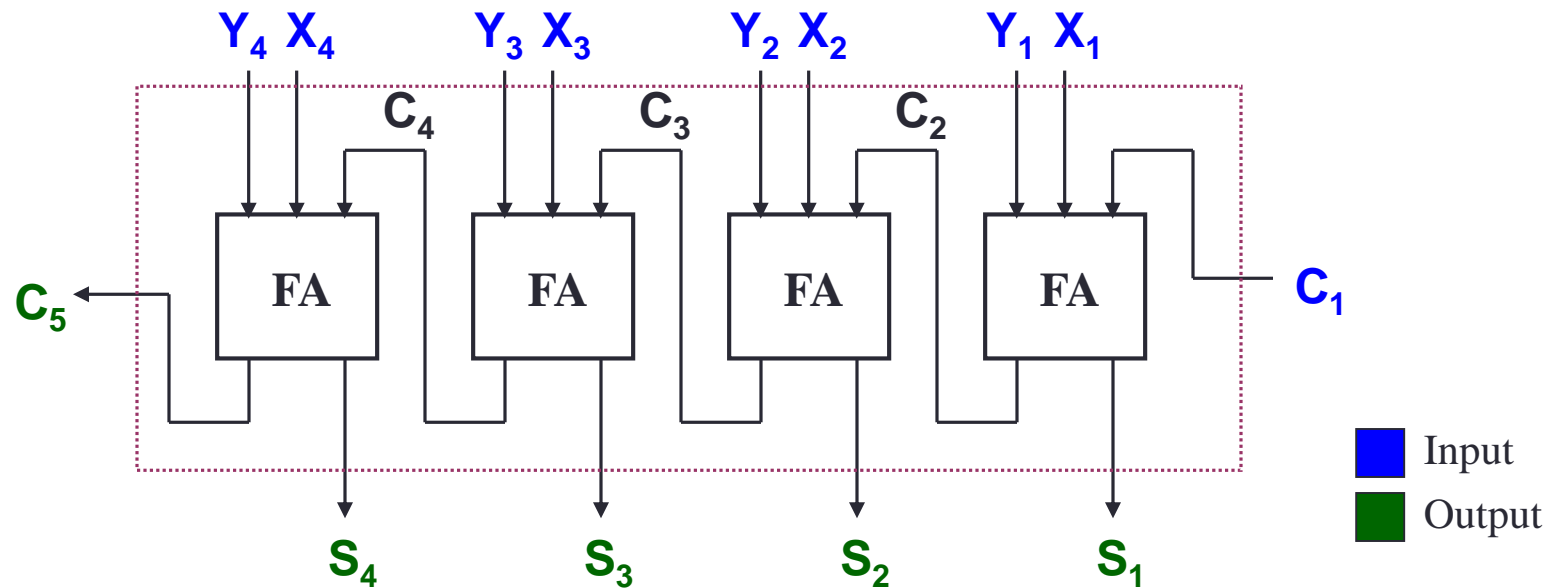 Y₄ X₄ Y₃ X₃ Y₂ X₂ Y₁ X₁
C₄ C₃ C₂
FA FA FA FA
C₅ C₁
Input
Output
S₄ S₃ S₂ S₁